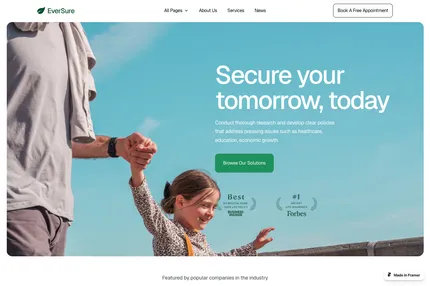 EverSure
All Pages
About Us
Services
News
Book A Free Appointment
Secure your
tomorrow, today
Conduct thorough research and develop clear policies
that address pressing issues such as healthcare,
education, economic growth.
Browse Our Solutions
Best
BUSINESS
INSIDER
#1
Forbes
Featured by popular companies in the industry
Made in Framer